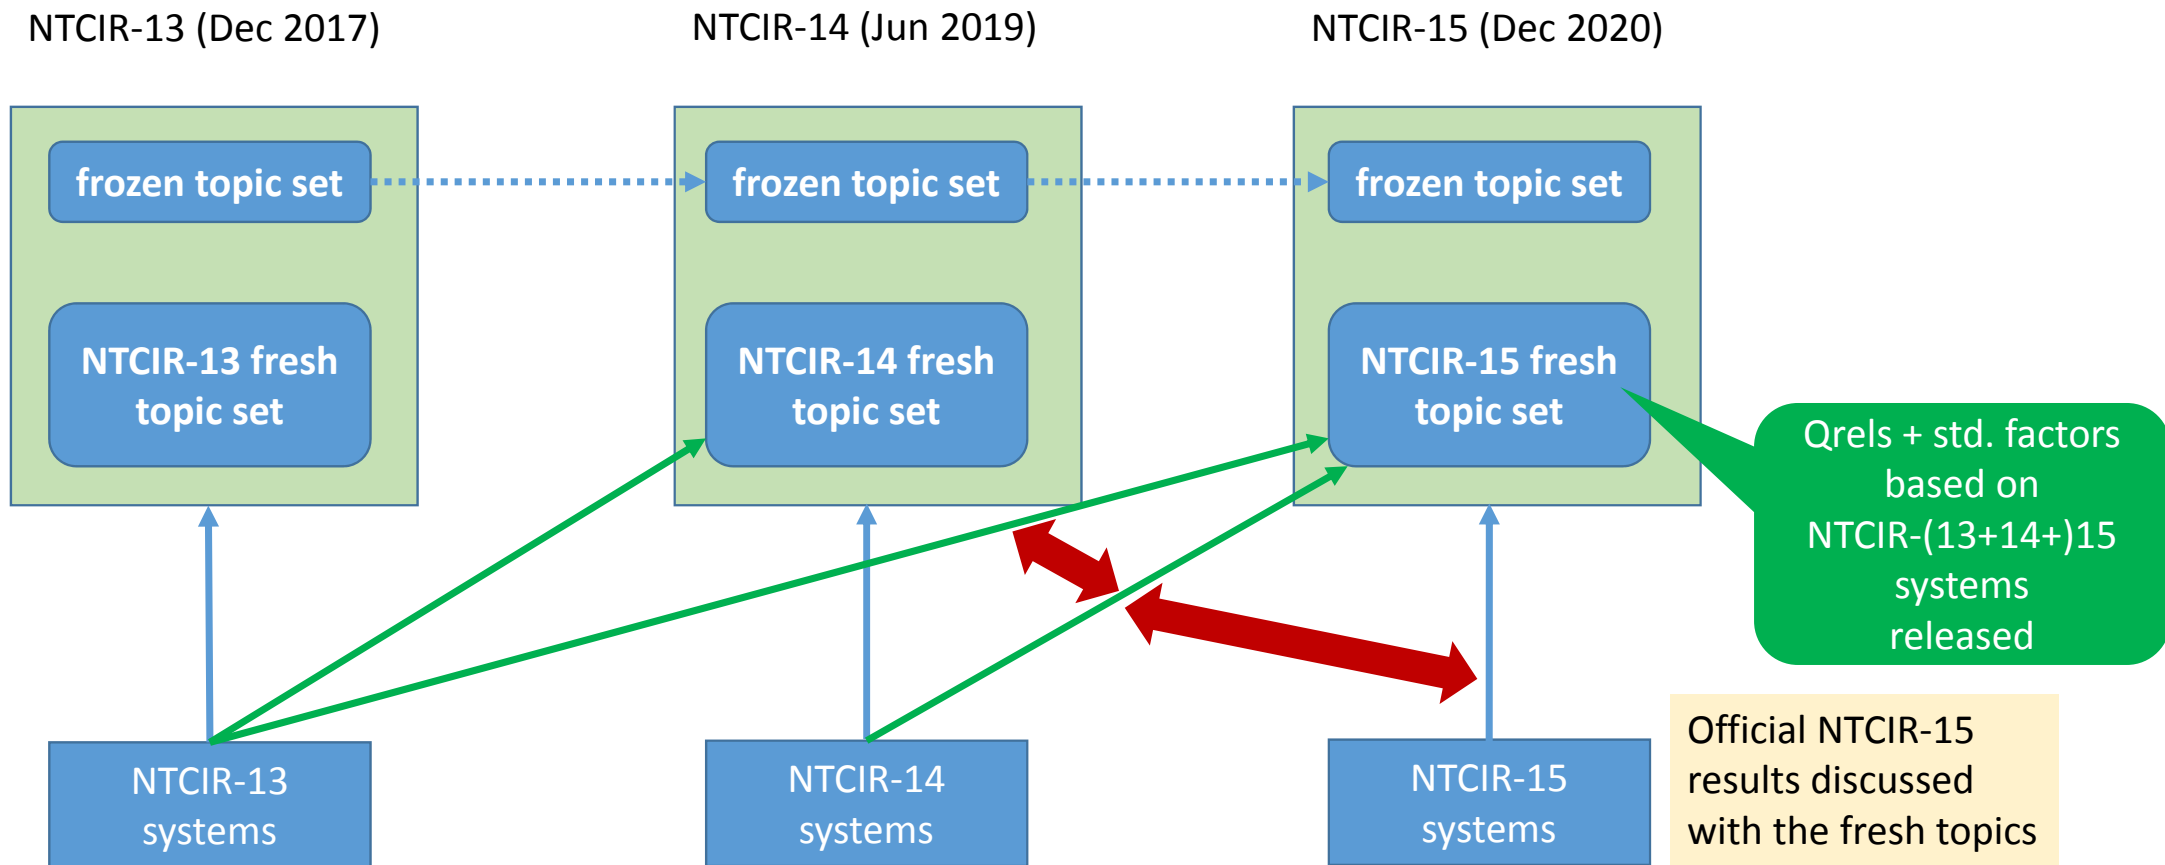 NTCIR-13 (Dec 2017)
NTCIR-14 (Jun 2019)
NTCIR-15 (Dec 2020)
frozen topic set
frozen topic set
frozen topic set
NTCIR-13 fresh
topic set
NTCIR-14 fresh
topic set
NTCIR-15 fresh
topic set
Qrels + std. factors
based on
NTCIR-(13+14+)15
systems
released
NTCIR-13
systems
NTCIR-14
systems
NTCIR-15
systems
Official NTCIR-15
results discussed
with the fresh topics